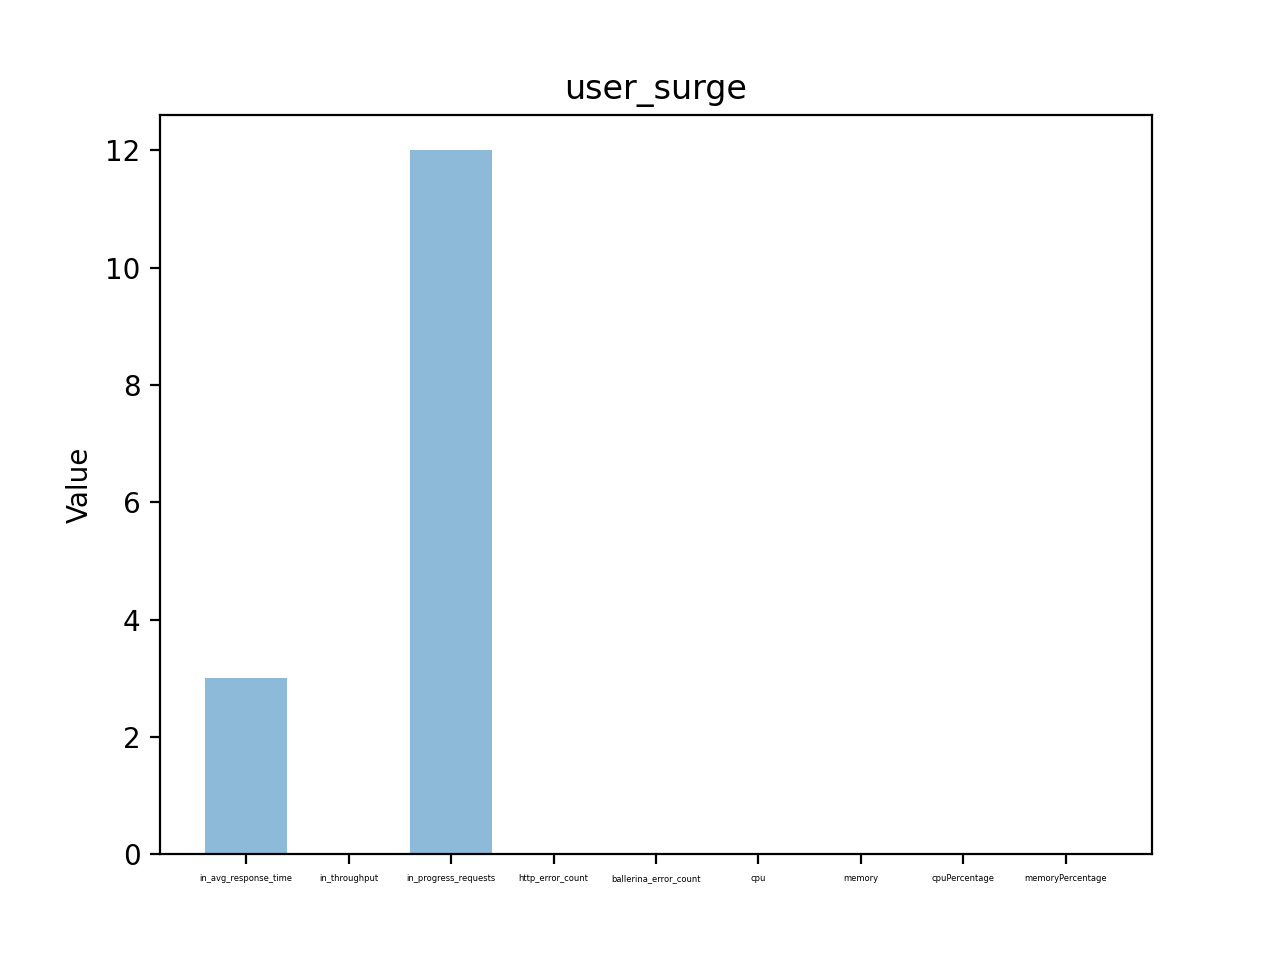 user_surge
12
10
8
6
4
2
0
Value
in_avg_response_time in_throughput in_progress_requests http_error_count ballerina_error_count cpu memory cpuPercentage memoryPercentage